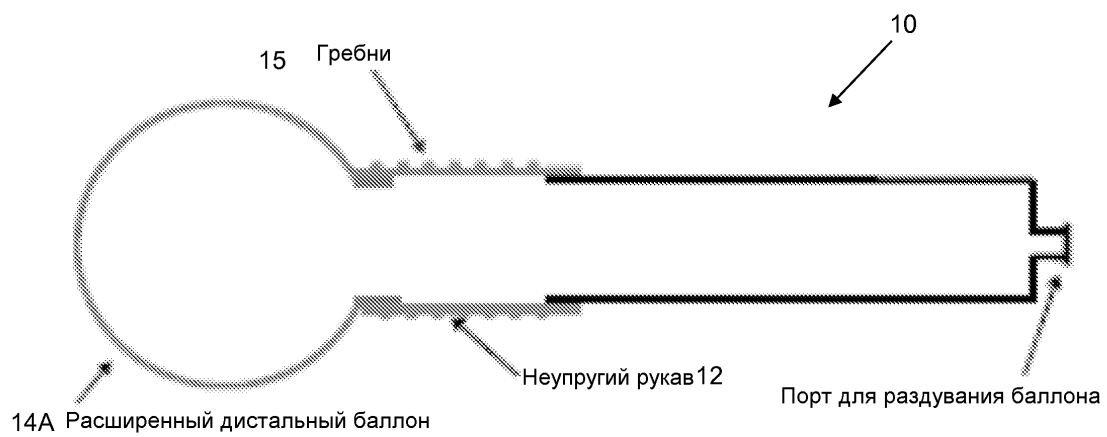 10
15 Гребни
Неупругий рукав12
Порт для раздувания баллона
14A Расширенный дистальный баллон